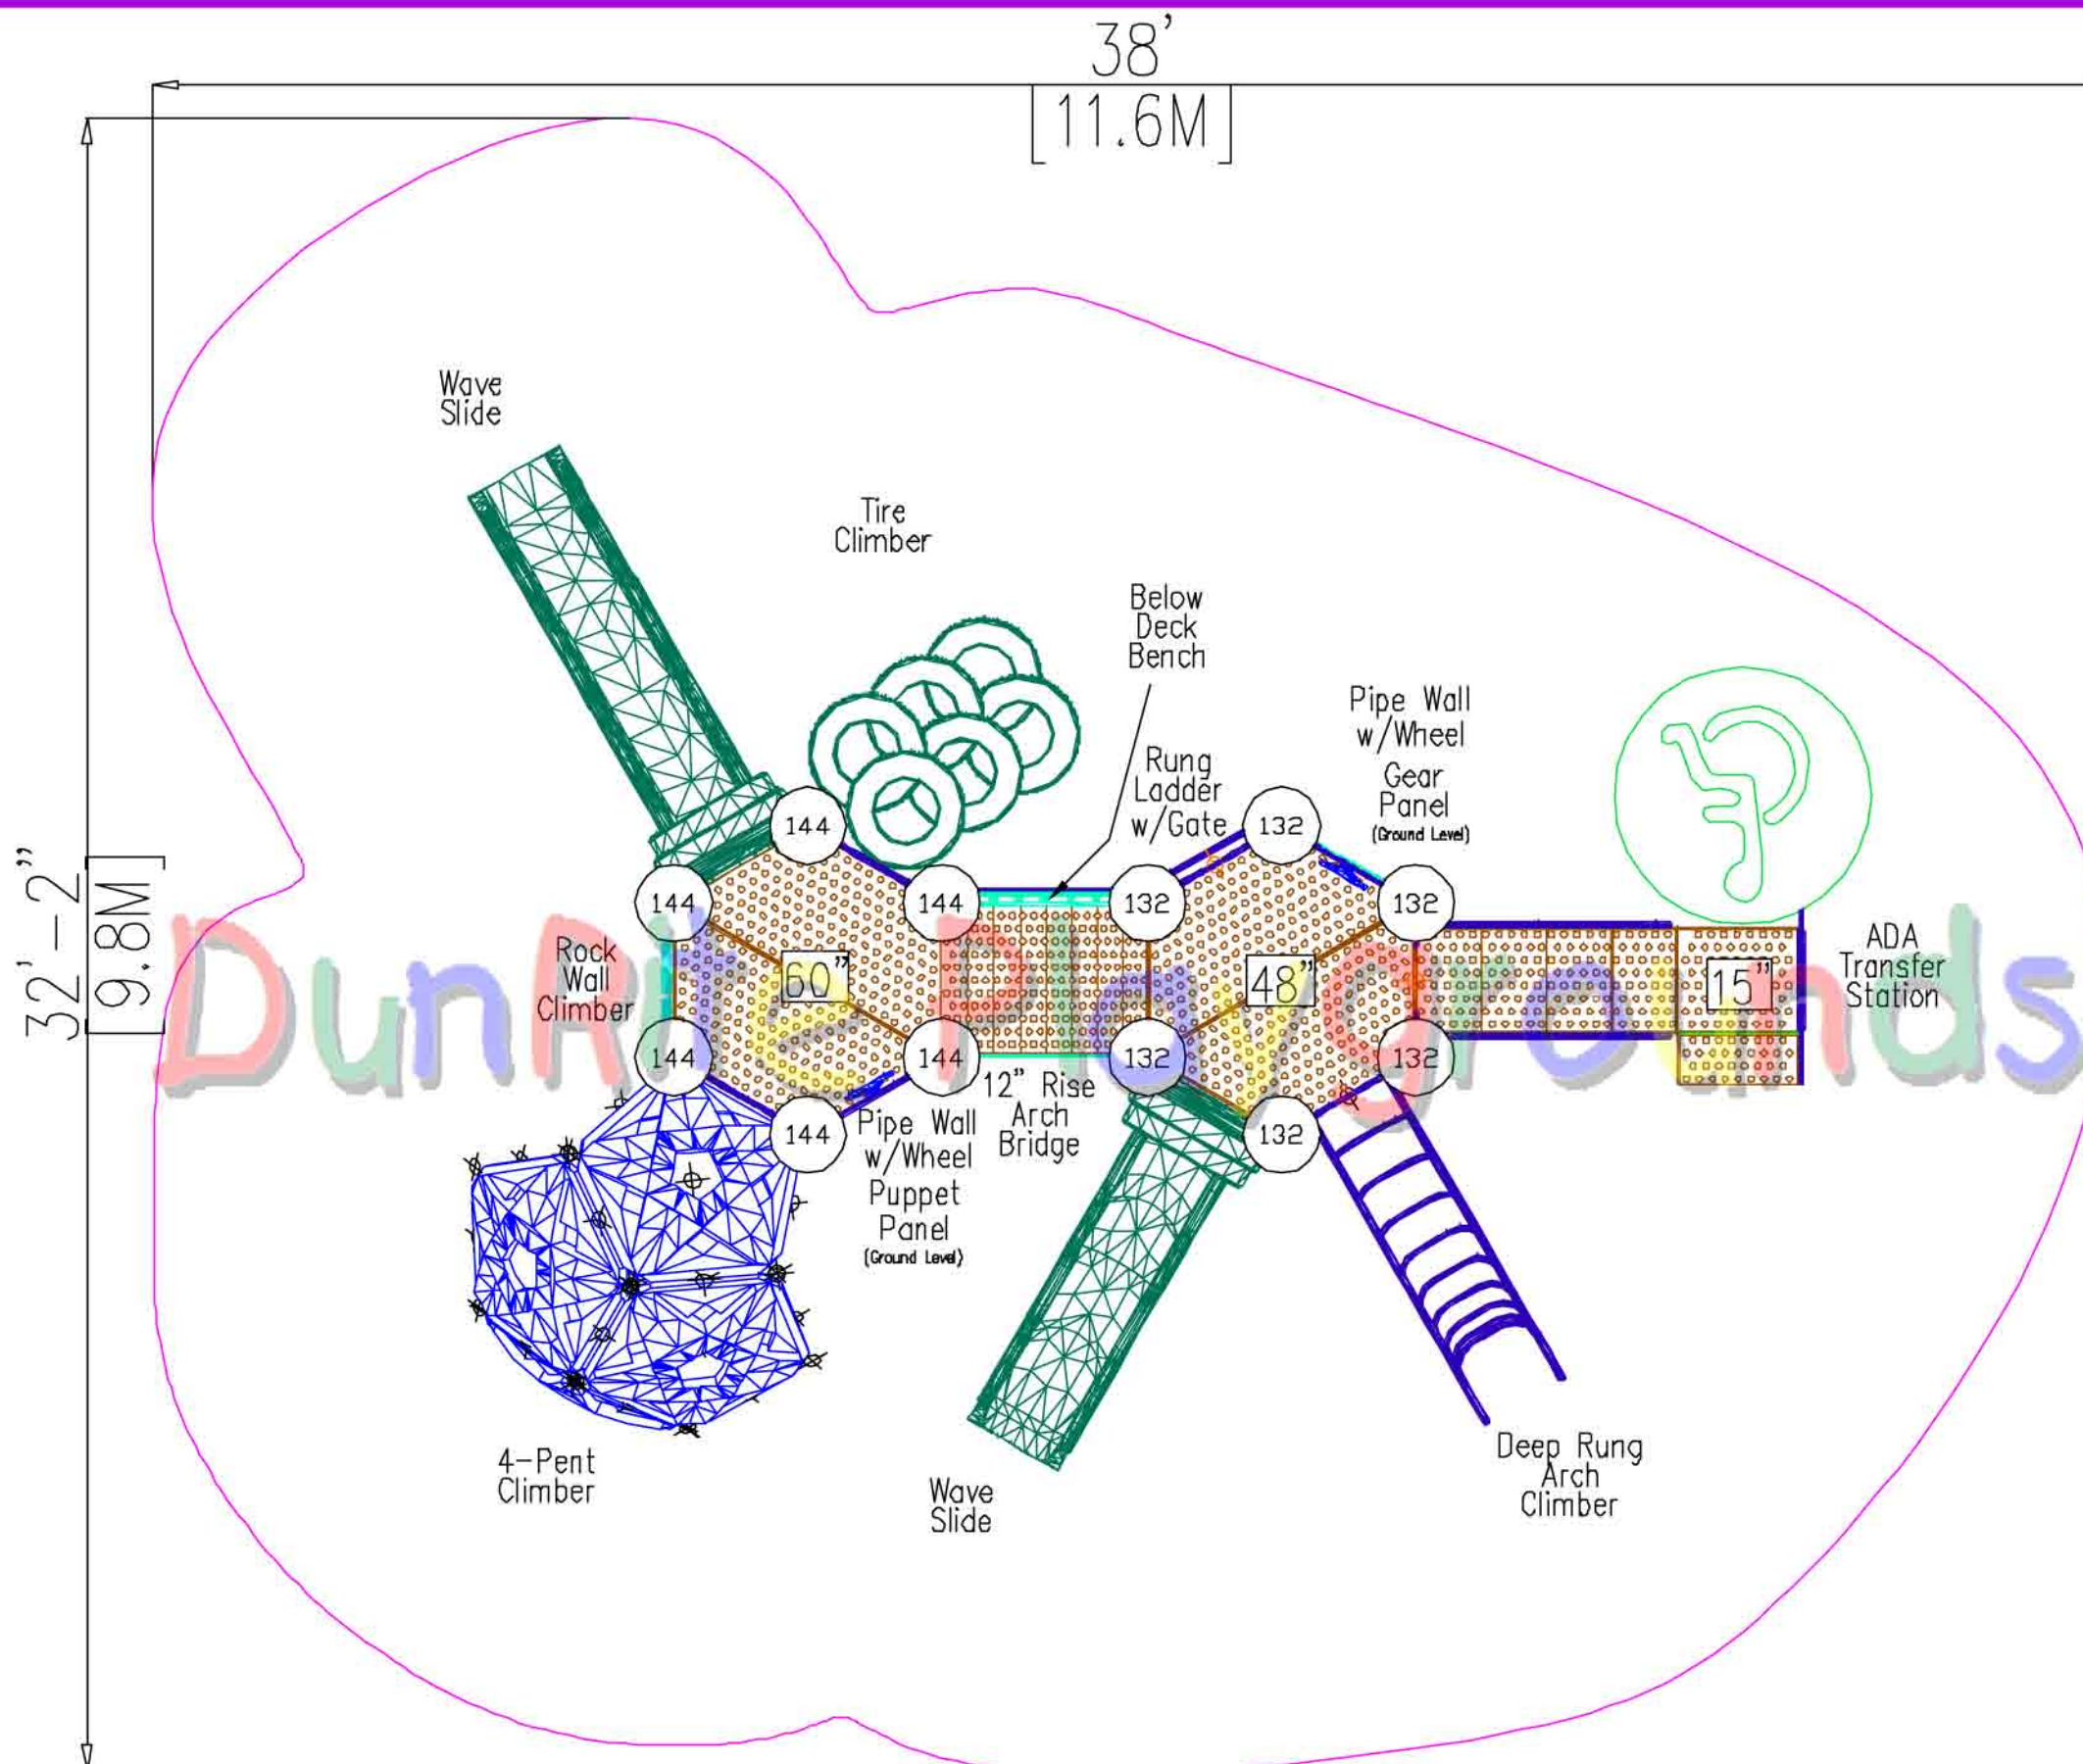 38'
[11.6M]
32'-2"
[9.8M]
Wave
Slide
Tire
Climber
Below
Deck
Bench
Pipe Wall
w/Wheel
Gear
Panel
(Ground Level)
Rung
Ladder
w/Gate
144
132
144
144
132
132
Rock
Wall
Climber
60"
48"
15"
ADA
Transfer
Station
DunRite Playgrounds
144
144
132
132
144
132
12" Rise
Arch
Bridge
Pipe Wall
w/Wheel
Puppet
Panel
(Ground Level)
4-Pent
Climber
Wave
Slide
Deep Rung
Arch
Climber